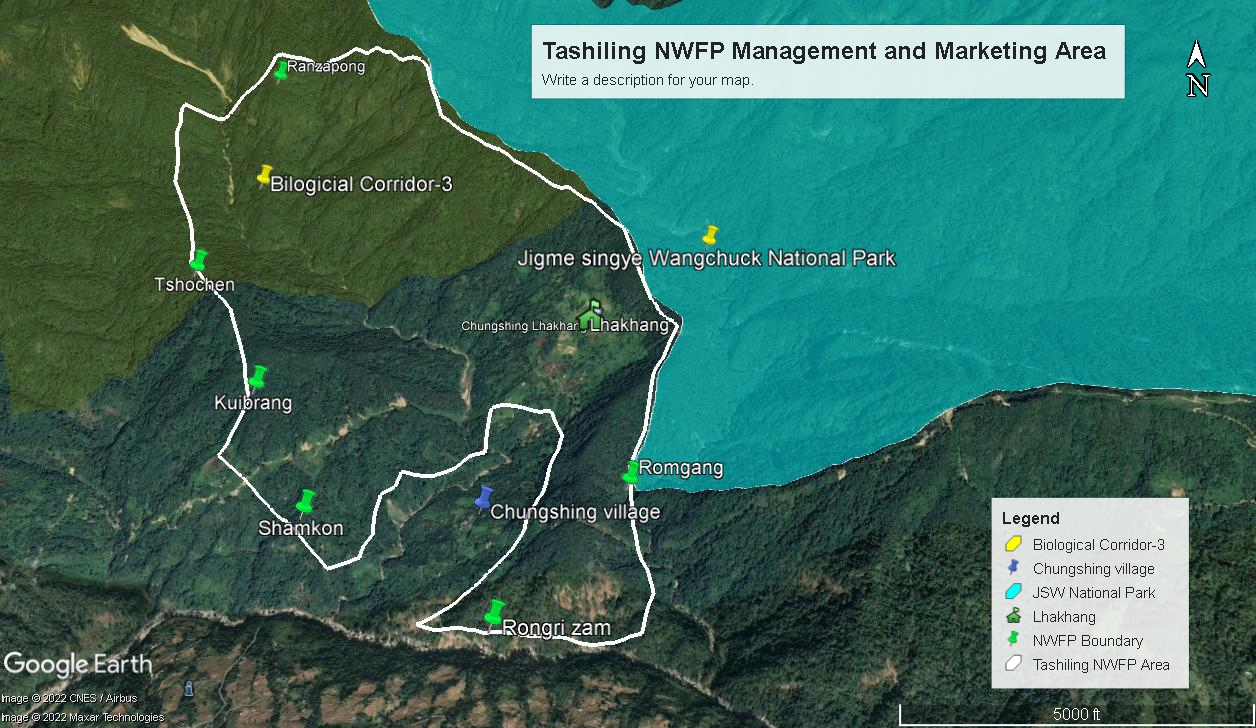 Tashiling NWFP Management and Marketing Area
Write a description for your map.
N
Ranzapong
Bilogicial Corridor-3
Jigme singye Wangchuck National Park
Tshochen
Chungshing Lhakhang
Lhakhang
Kuibrang
Romgang
Chungshing village
Shamkon
Rongri zam
Legend
Biological Corridor-3
Chungshing village
JSW National Park
Lhakhang
NWFP Boundary
Tashiling NWFP Area
Google Earth
Image © 2022 CNES / Airbus
Image © 2022 Maxar Technologies
5000 ft